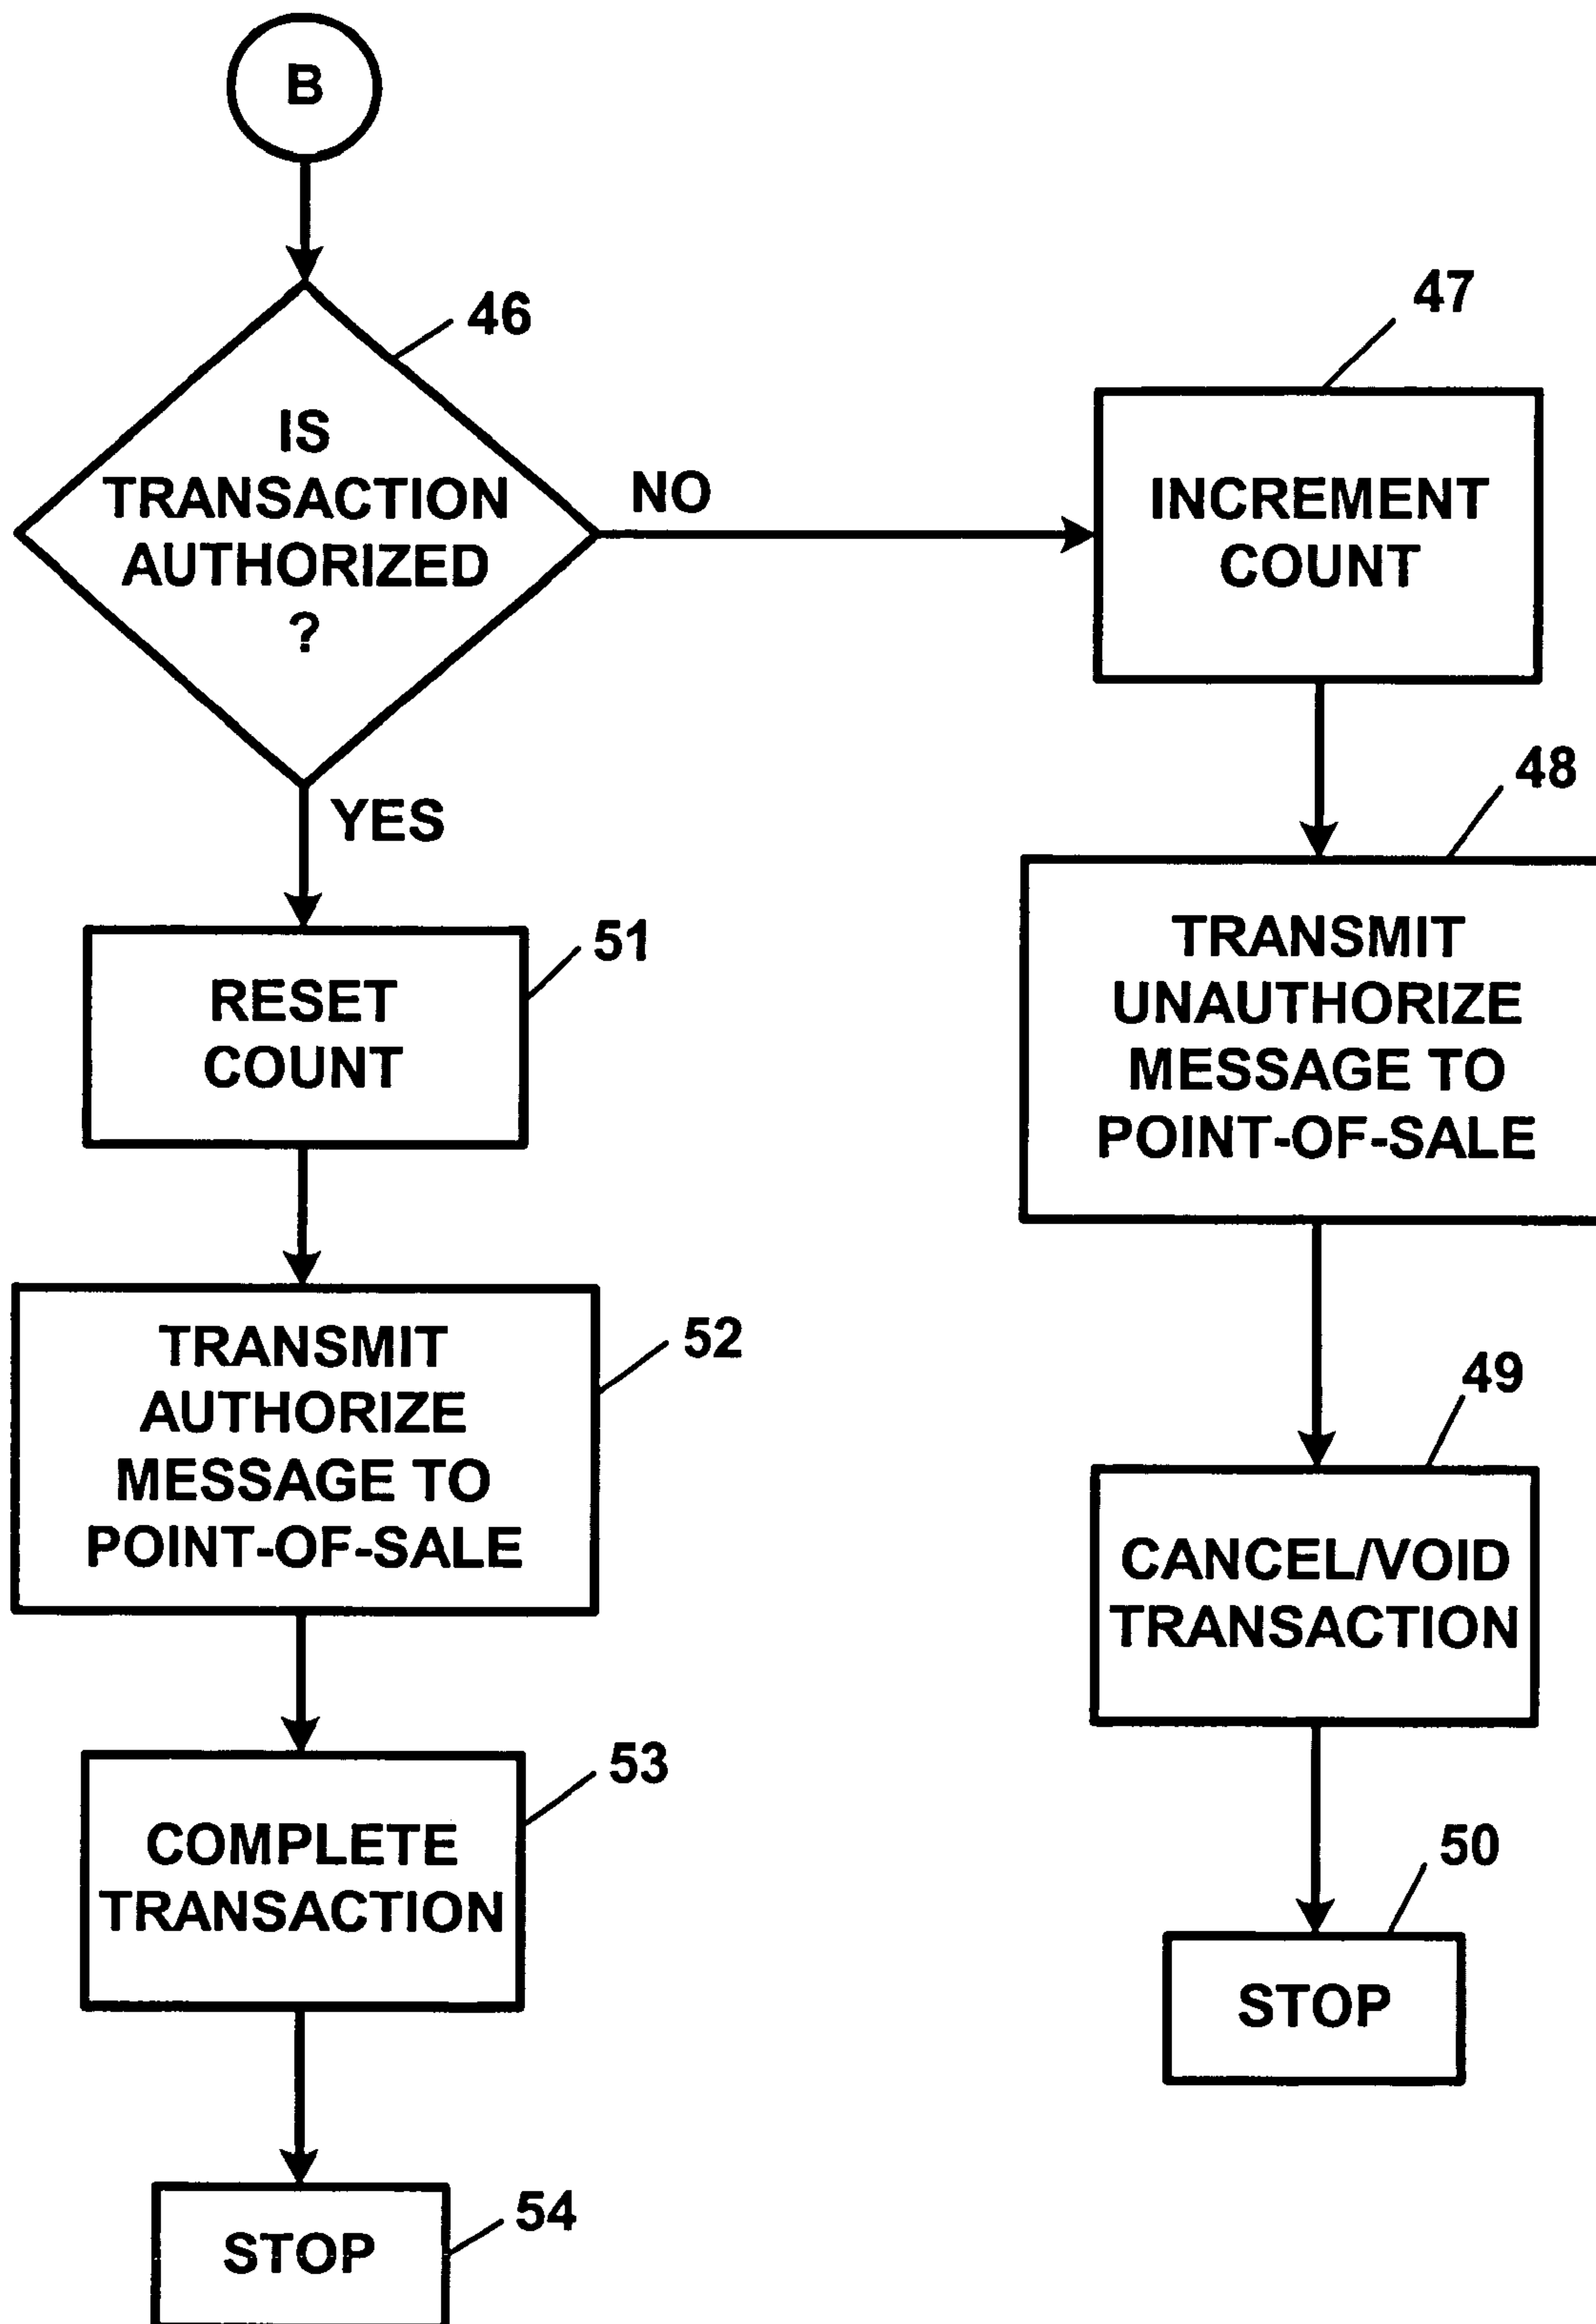 B
46
IS
TRANSACTION
AUTHORIZED
?
NO
YES
47
INCREMENT
COUNT
48
TRANSMIT
UNAUTHORIZE
MESSAGE TO
POINT-OF-SALE
49
CANCEL/VOID
TRANSACTION
50
STOP
51
RESET
COUNT
52
TRANSMIT
AUTHORIZE
MESSAGE TO
POINT-OF-SALE
53
COMPLETE
TRANSACTION
54
STOP